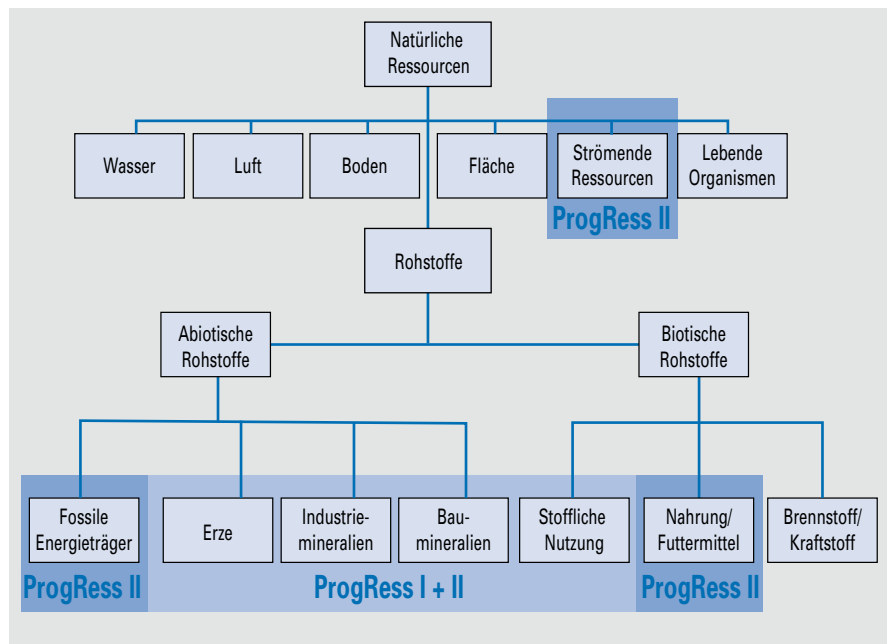 Natürliche
Ressourcen
Wasser
Luft
Boden
Fläche
Strömende
Ressourcen
Lebende
Organismen
ProgRess II
Rohstoffe
Abiotische
Rohstoffe
Biotische
Rohstoffe
Fossile
Energieträger
Erze
Industrie-
mineralien
Bau-
mineralien
Stoffliche
Nutzung
Nahrung/
Futtermittel
Brennstoff/
Kraftstoff
ProgRess II
ProgRess I + II
ProgRess II